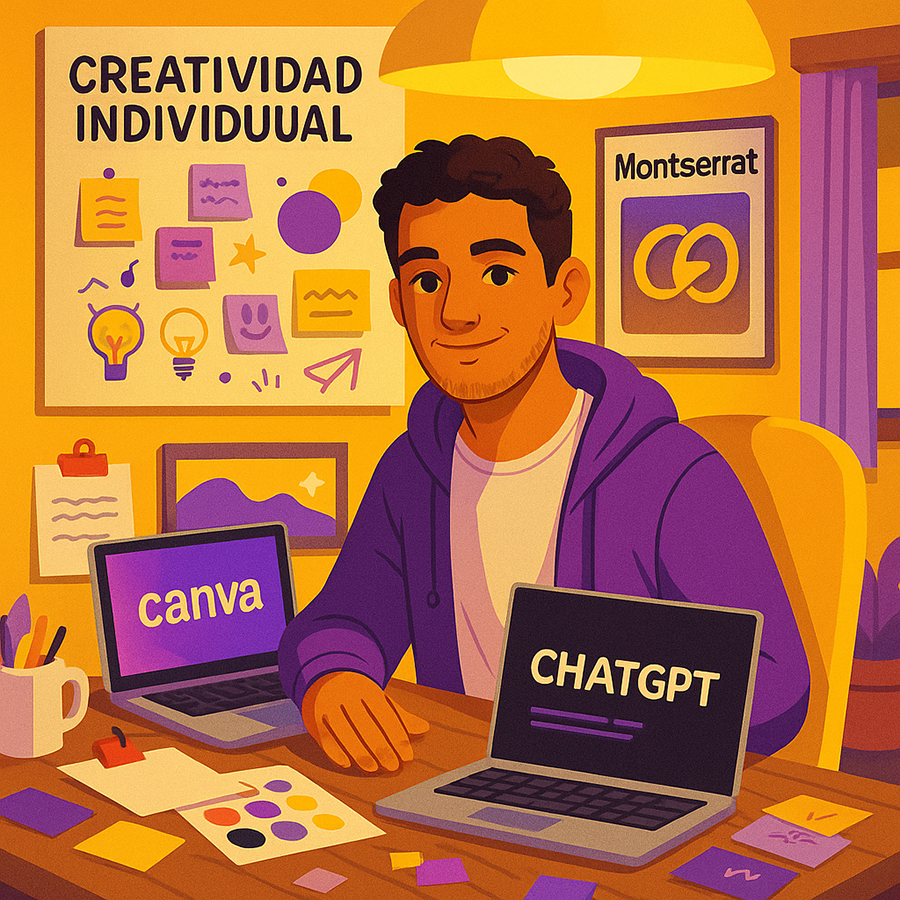 CREATIVIDAD
INDIVIDUUAL
Montserrat
canva
CHATGPT